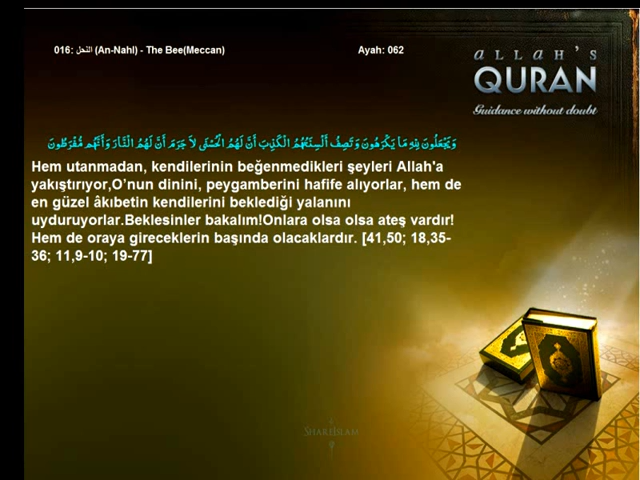 016: النحل (An-Nahl) - The Bee(Meccan) Ayah: 062
ALLAH'S
QURAN
Guidance without doubt
وَيَجْعَلُونَ لِلّهِ مَا يَكْرَهُونَ وَتَصِفُ أَلْسِنَتُهُمُ الْكَذِبَ أَنَّ لَهُمُ الْحُسْنَى لاَ جَرَمَ أَنَّ لَهُمُ الْنَّارَ وَأَنَّهُم مُّفْرَطُونَ
Hem utanmadan, kendilerinin beğenmedikleri şeyleri Allah'a
yakıştırıyor,O'nun dinini, peygamberini hafife alıyorlar, hem de
en güzel âkıbetin kendilerini beklediği yalanını
uyduruyorlar.Beklesinler bakalım!Onlara olsa olsa ateş vardır!
Hem de oraya gireceklerin başında olacaklardır. [41,50; 18,35-
36; 11,9-10; 19-77]
SHAREISLAM